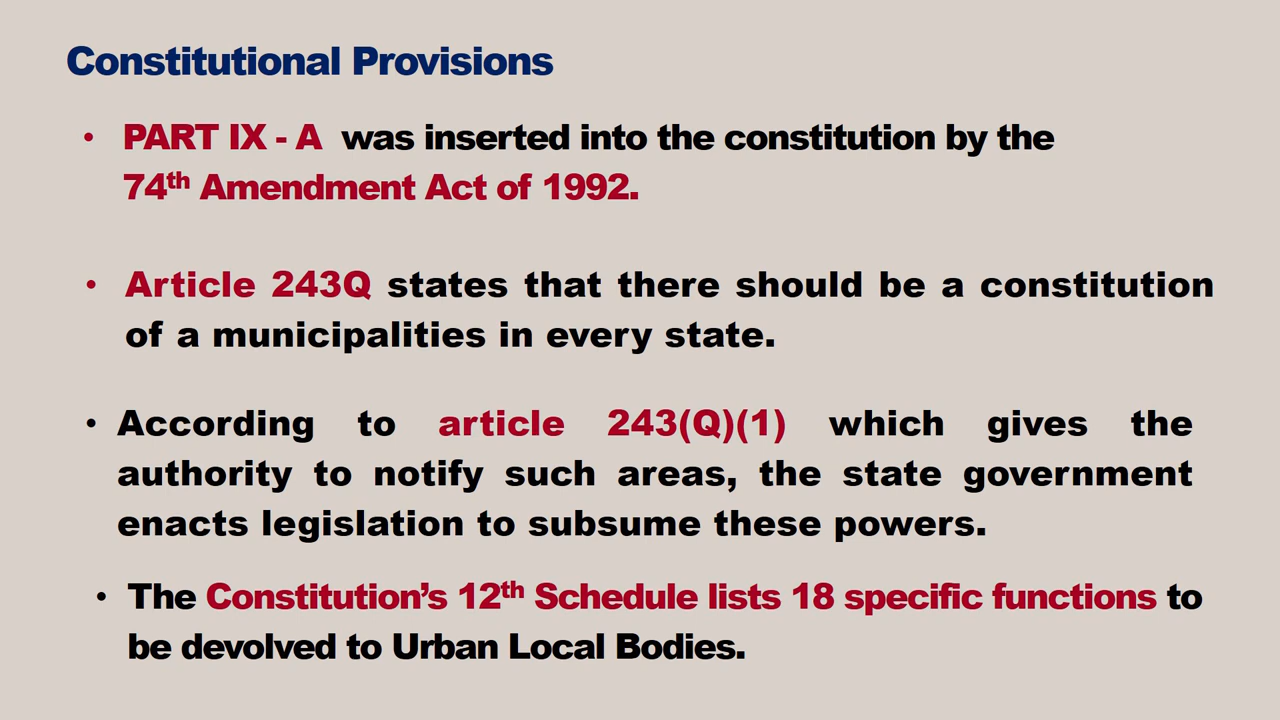 Constitutional Provisions
• PART IX - A was inserted into the constitution by the
74th Amendment Act of 1992.
• Article 243Q states that there should be a constitution
of a municipalities in every state.
• According to article 243(Q)(1) which gives the
authority to notify such areas, the state government
enacts legislation to subsume these powers.
• The Constitution’s 12th Schedule lists 18 specific functions to
be devolved to Urban Local Bodies.